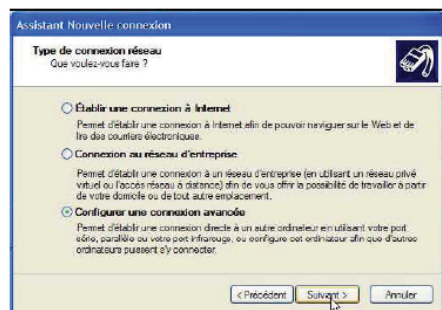 Assistant Nouvelle connexion
Type de connexion réseau
Que voulez-vous faire ?
Établir une connexion à Internet
Permet d'établir une connexion à Internet afin de pouvoir naviguer sur le Web et de
lire des courriers électroniques.
Connexion au réseau d'entreprise
Permet d'établir une connexion à un réseau d'entreprise (en utilisant un réseau privé
virtuel ou l'accès réseau à distance) afin de vous offrir la possibilité de travailler à partir
de votre domicile ou de tout autre emplacement.
Configurer une connexion avancée
Permet d'établir une connexion directe à un autre ordinateur en utilisant votre port
série, parallèle ou votre port infrarouge, ou configure cet ordinateur afin que d'autres
ordinateurs puissent s'y connecter.
< Précédent Suivant > Annuler